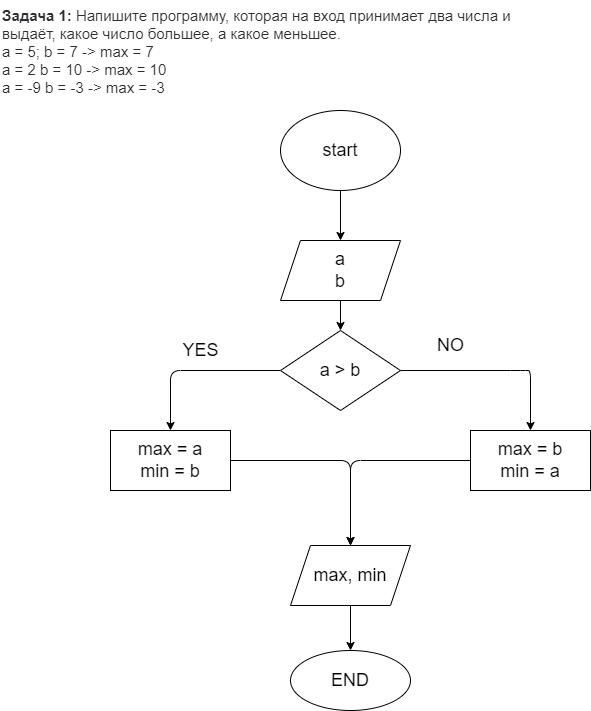 Задача 1: Напишите программу, которая на вход принимает два числа и
выдаёт, какое число большее, а какое меньшее.
a = 5; b = 7 -> max = 7
a = 2 b = 10 -> max = 10
a = -9 b = -3 -> max = -3
start
a
b
YES
a > b
NO
max = a
min = b
max = b
min = a
max, min
END